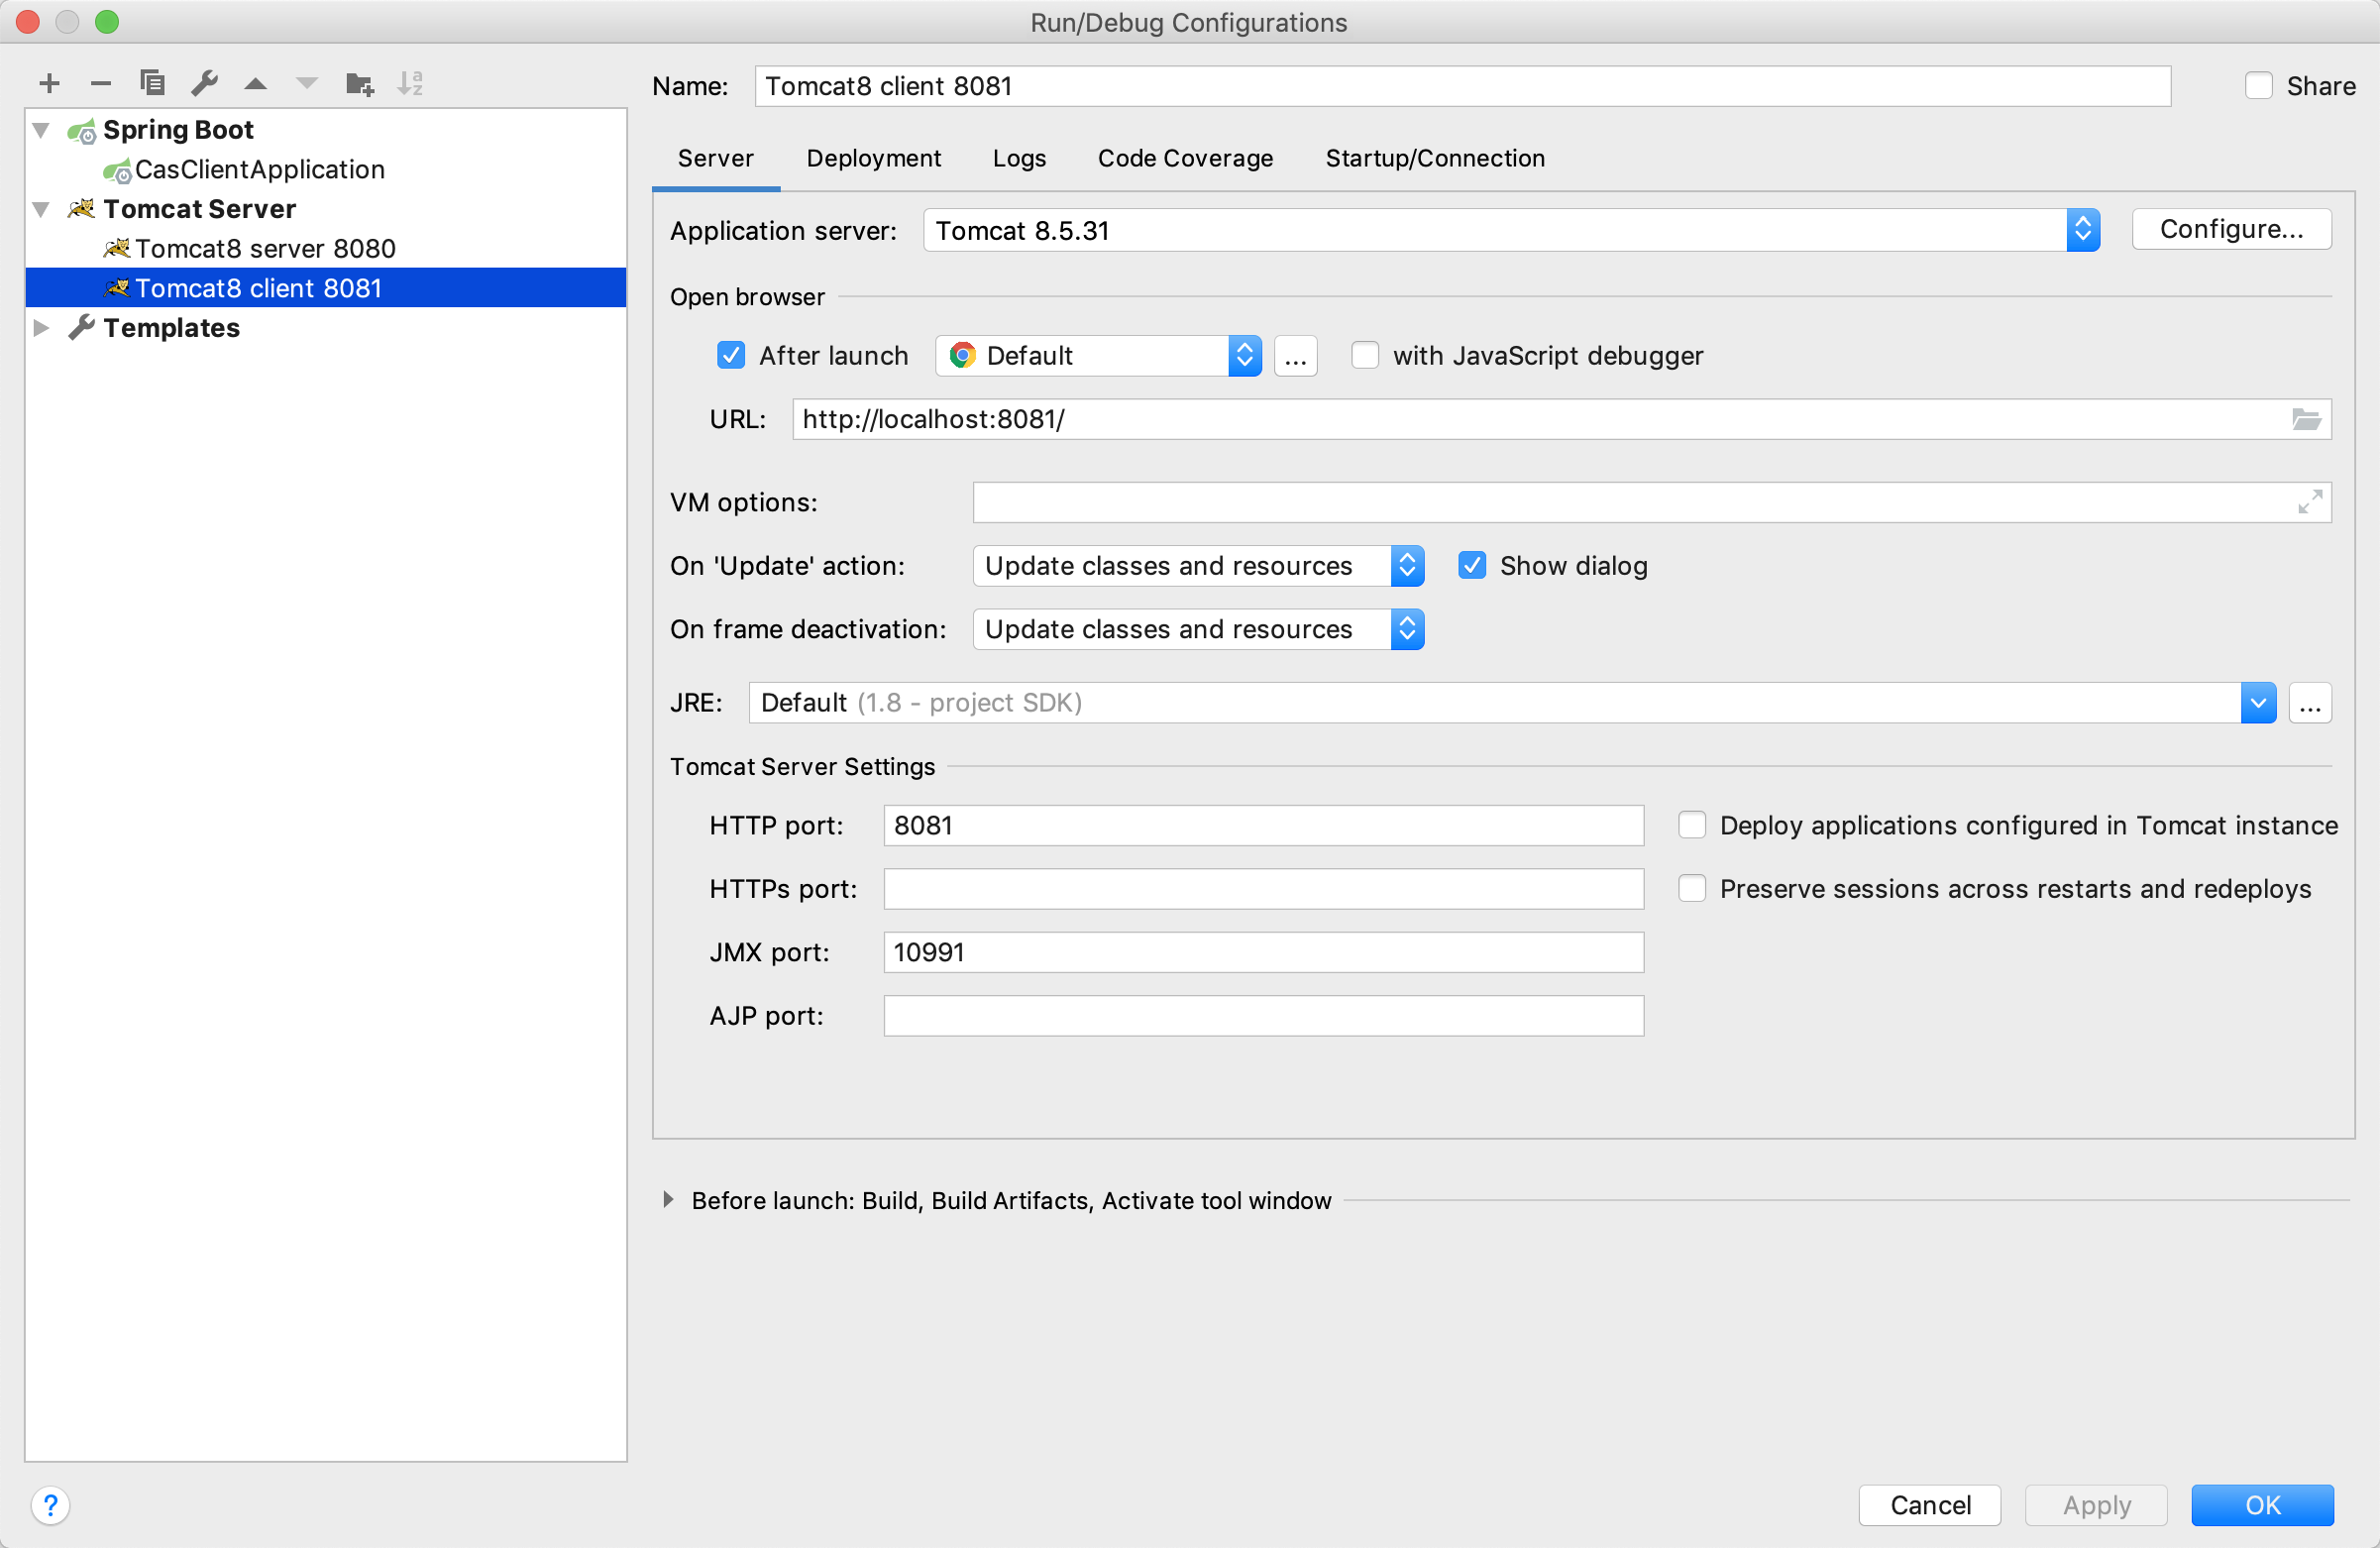 Run/Debug Configurations
Name: Tomcat8 client 8081 Share
Spring Boot
CasClientApplication
Tomcat Server
Tomcat8 server 8080
Tomcat8 client 8081
Templates
Server Deployment Logs Code Coverage Startup/Connection
Application server: Tomcat 8.5.31 Configure...
Open browser
After launch Default ... with JavaScript debugger
URL: http://localhost:8081/
VM options:
On 'Update' action: Update classes and resources Show dialog
On frame deactivation: Update classes and resources
JRE: Default (1.8 - project SDK) ...
Tomcat Server Settings
HTTP port: 8081 Deploy applications configured in Tomcat instance
HTTPs port: Preserve sessions across restarts and redeploys
JMX port: 10991
AJP port:
Before launch: Build, Build Artifacts, Activate tool window
? Cancel Apply OK